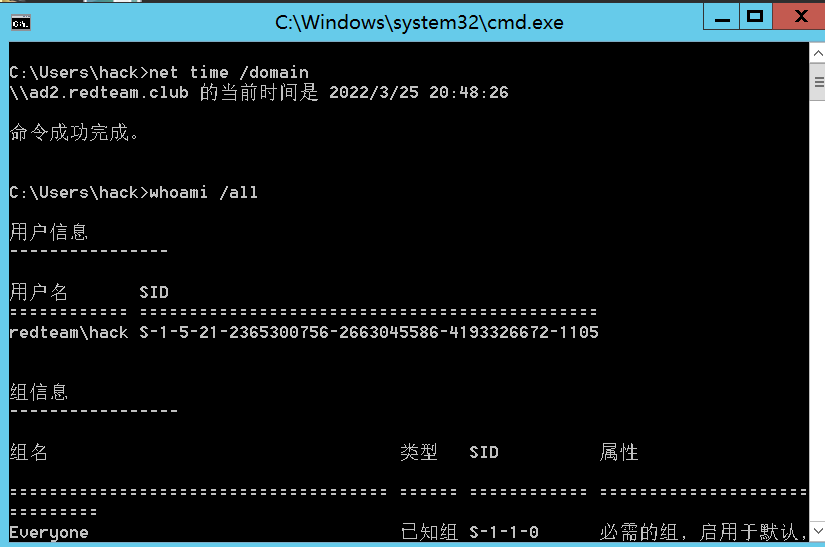 C:\Windows\system32\cmd.exe
C:\Users\hack>net time /domain
\\ad2.redteam.club 的当前时间是 2022/3/25 20:48:26
命令成功完成。
C:\Users\hack>whoami /all
用户信息
----------------
用户名 SID
============ ==============================================
redteam\hack S-1-5-21-2365300756-2663045586-4193326672-1105
组信息
-----------------
组名 类型 SID 属性
====================================== ====== ============ =====================
=========
Everyone 已知组 S-1-1-0 必需的组, 启用于默认,